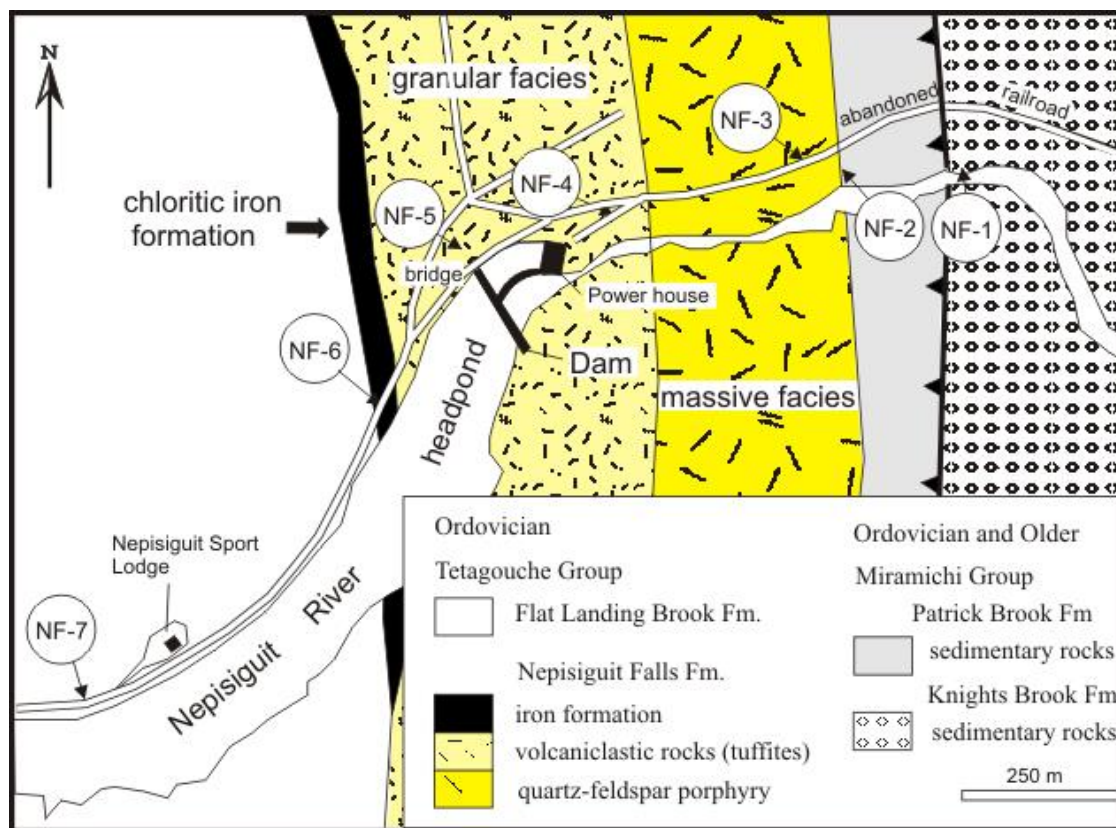 N
granular facies
abandoned
railroad
NF-3
NF-4
NF-5
chloritic iron
formation
NF-2
NF-1
bridge
Power house
NF-6
Dam
headpond
massive facies
Nepisiguit Sport
Lodge
River
NF-7
Nepisiguit
Ordovician
Tetagouche Group
Flat Landing Brook Fm.
Nepisiguit Falls Fm.
iron formation
volcaniclastic rocks (tuffites)
quartz-feldspar porphyry
Ordovician and Older
Miramichi Group
Patrick Brook Fm
sedimentary rocks
Knights Brook Fm
sedimentary rocks
250 m